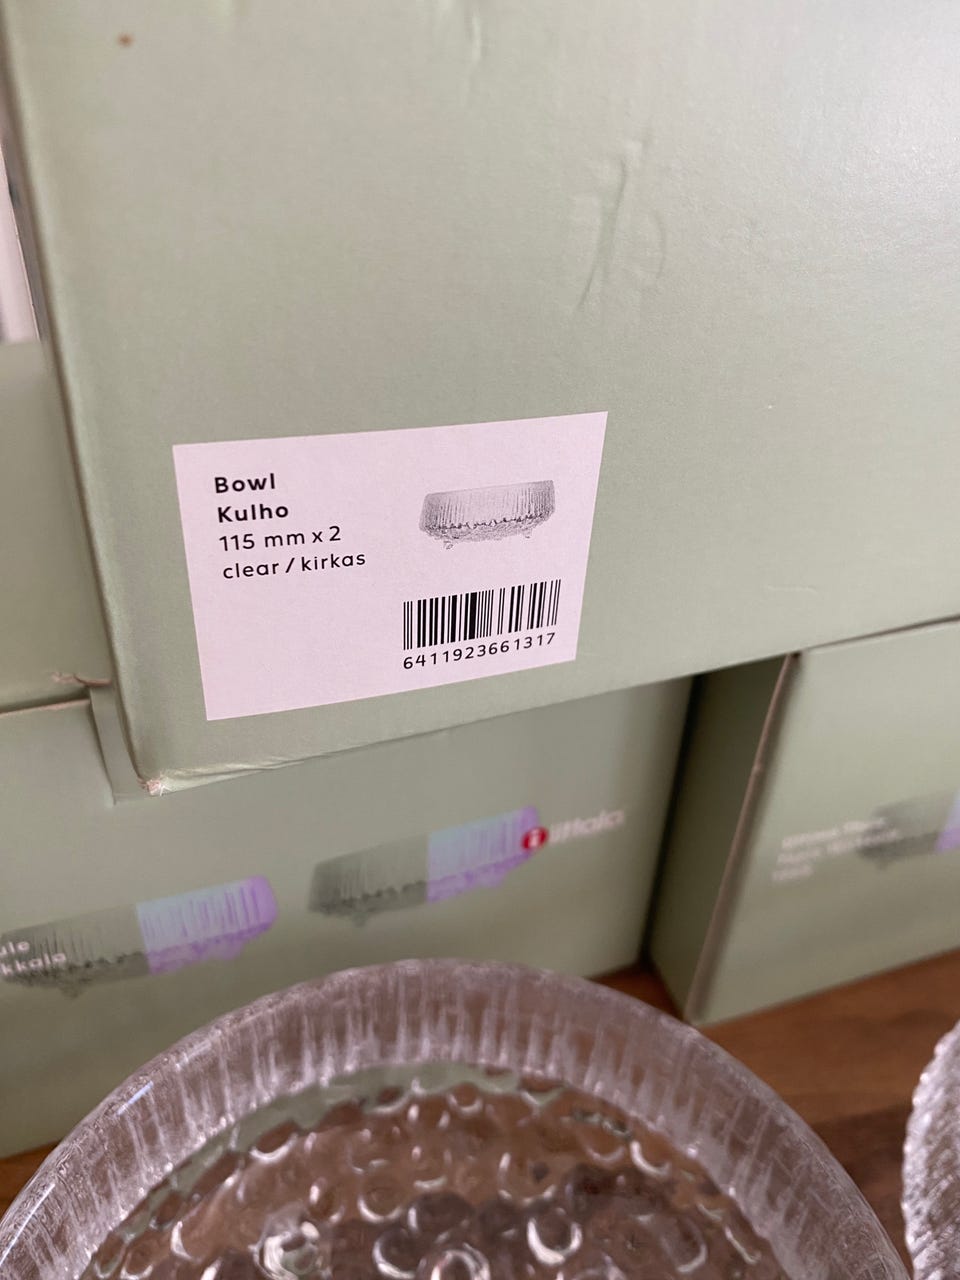 Bowl
Kulho
115 mm x 2
clear / kirkas
6411923661317
iittala